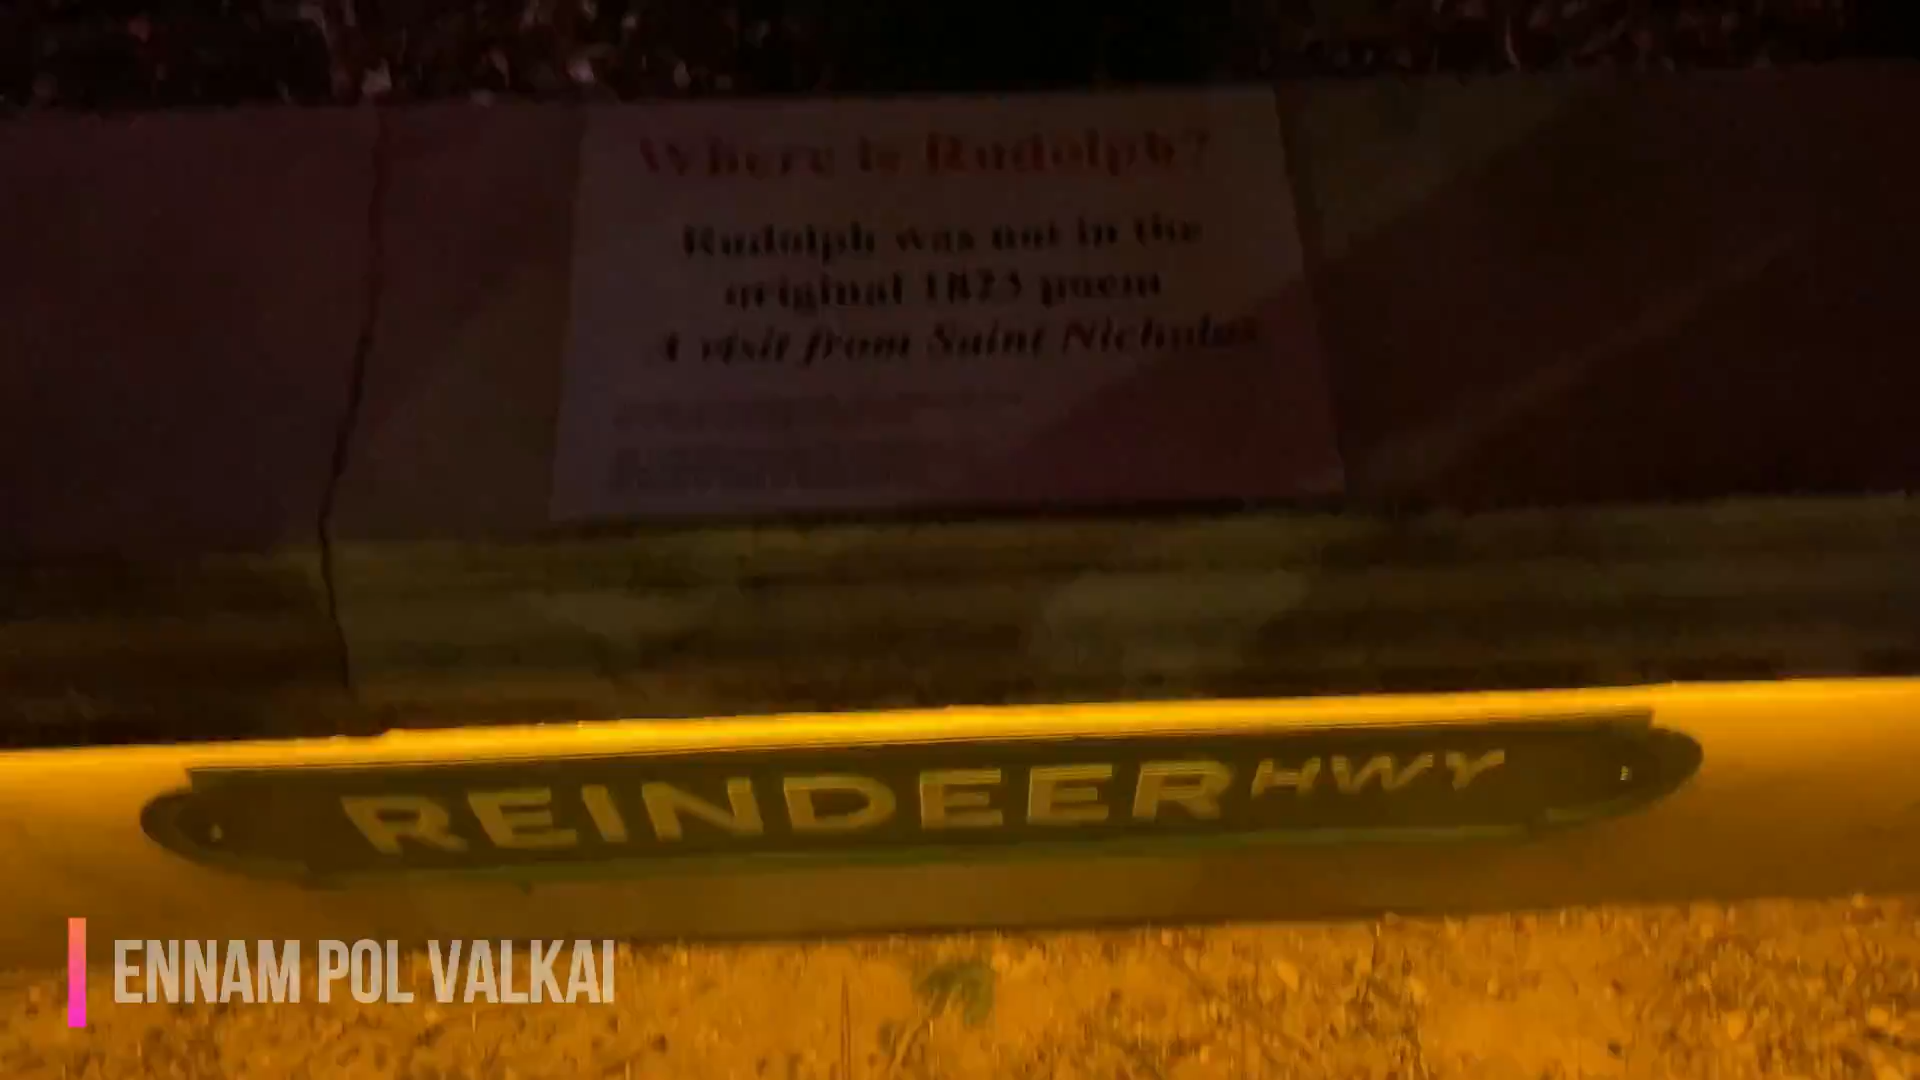 Where is Rudolph?
Rudolph was not in the
original 1823 poem
A visit from Saint Nicholas
REINDEER HWY
ENNAM POL VALKAI